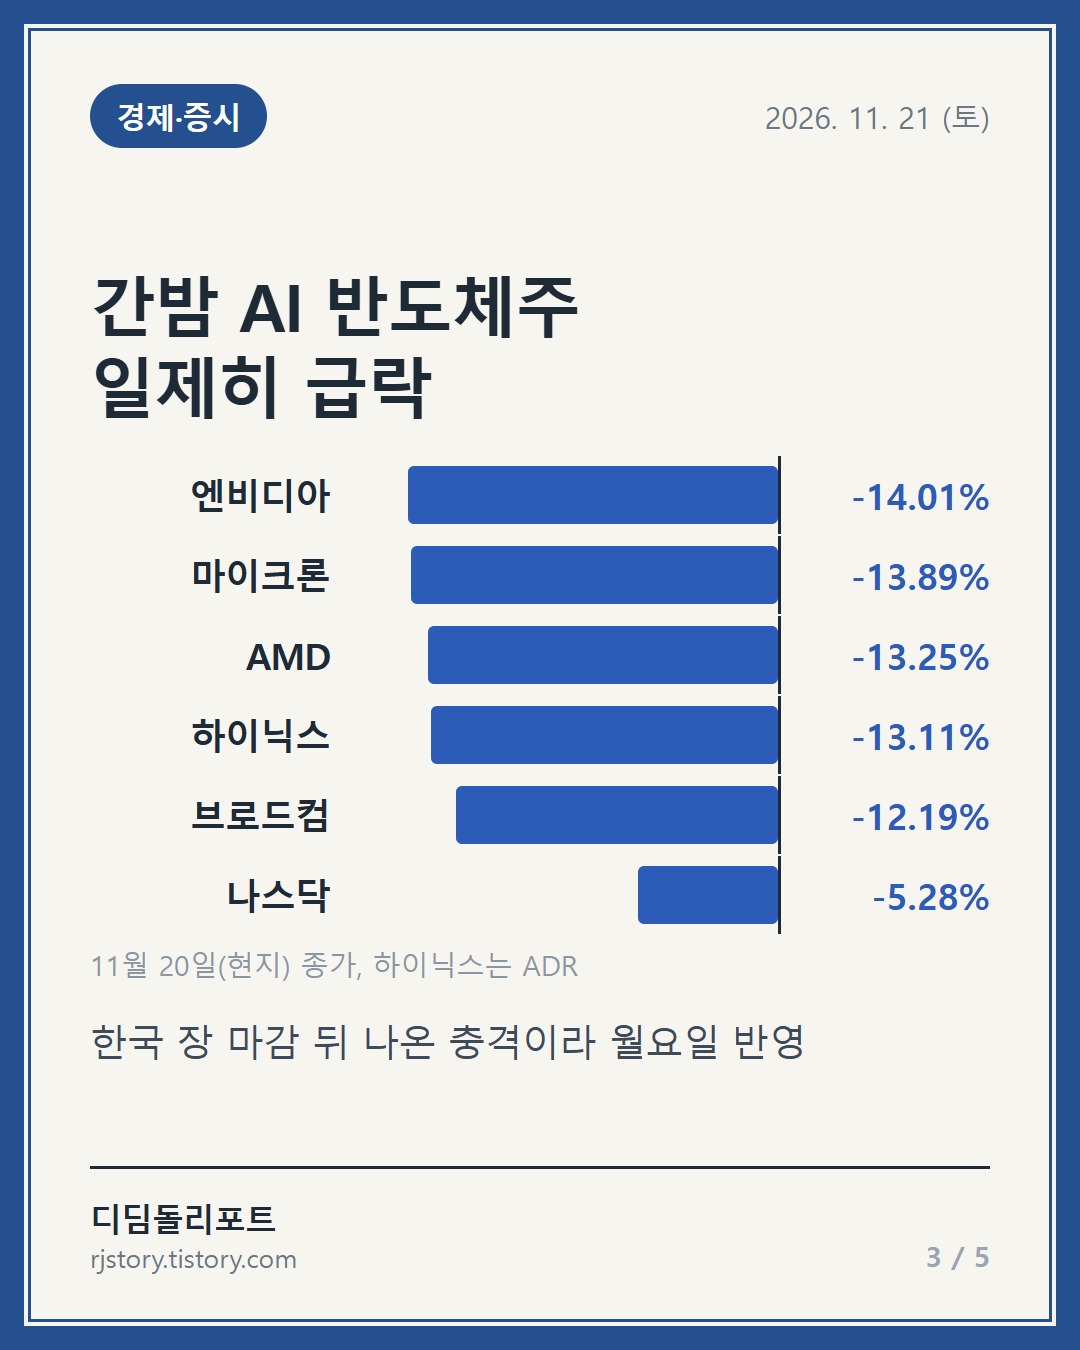 경제·증시
2026. 11. 21 (토)
간밤 AI 반도체주
일제히 급락
엔비디아 -14.01%
마이크론 -13.89%
AMD -13.25%
하이닉스 -13.11%
브로드컴 -12.19%
나스닥 -5.28%
11월 20일(현지) 종가, 하이닉스는 ADR
한국 장 마감 뒤 나온 충격이라 월요일 반영
디딤돌리포트
rjstory.tistory.com
3 / 5